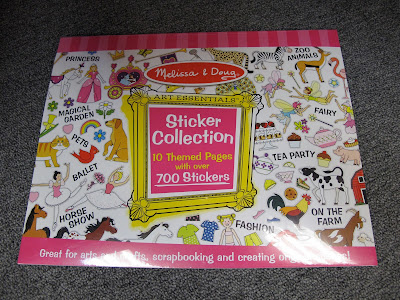 PRINCESS
Melissa & Doug
ZOO
ANIMALS
ART ESSENTIALS
Sticker
Collection
10 Themed Pages
with over
700 Stickers
MAGICAL
GARDEN
PETS
BALLET
HORSE
SHOW
FAIRY
TEA PARTY
ON THE
FARM
FASHION
Great for arts and crafts, scrapbooking and creating